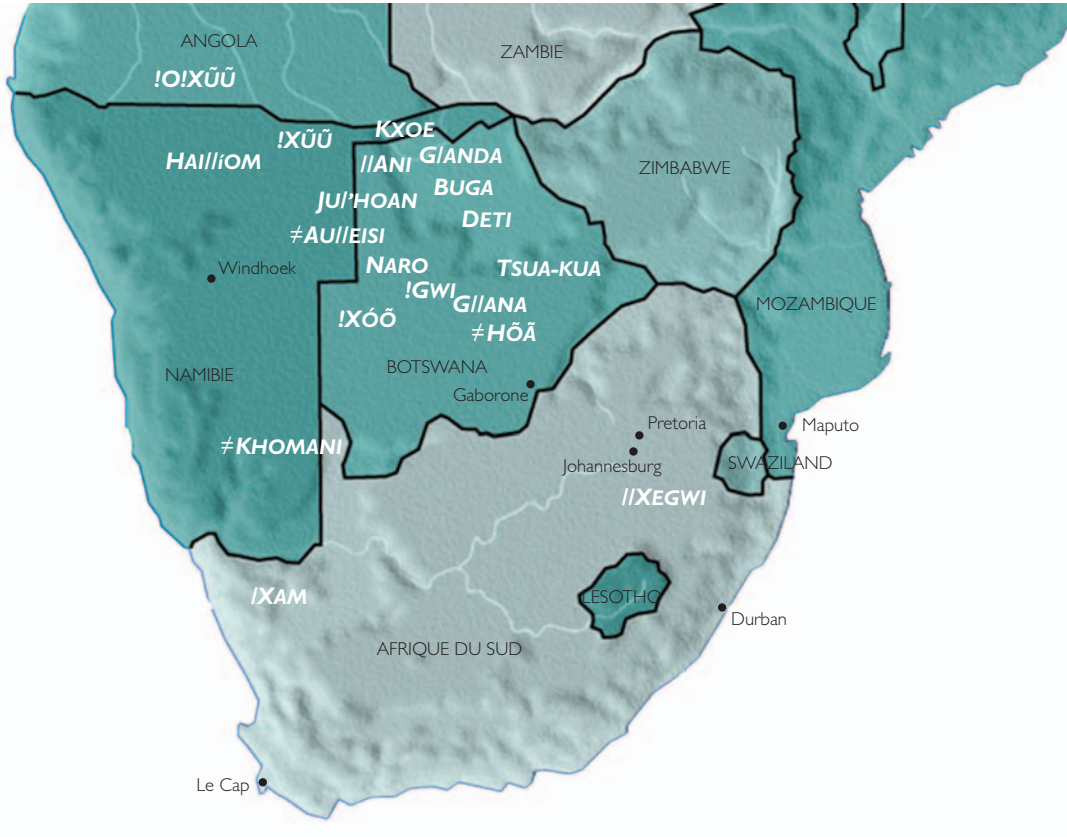 ANGOLA
ZAMBIE
!O!XŨŨ
KXOE
!XŨŨ
G/ANDA
HAI//íOM
//ANI
ZIMBABWE
BUGA
JU/'HOAN
DETI
≠AU//EISI
NARO
TSUA-KUA
Windhoek
!GWI
G//ANA
MOZAMBIQUE
!XÓÕ
≠HÕÃ
BOTSWANA
NAMIBIE
Gaborone
Pretoria
Maputo
≠KHOMANI
Johannesburg
SWAZILAND
//XEGWI
/XAM
LESOTHO
Durban
AFRIQUE DU SUD
Le Cap